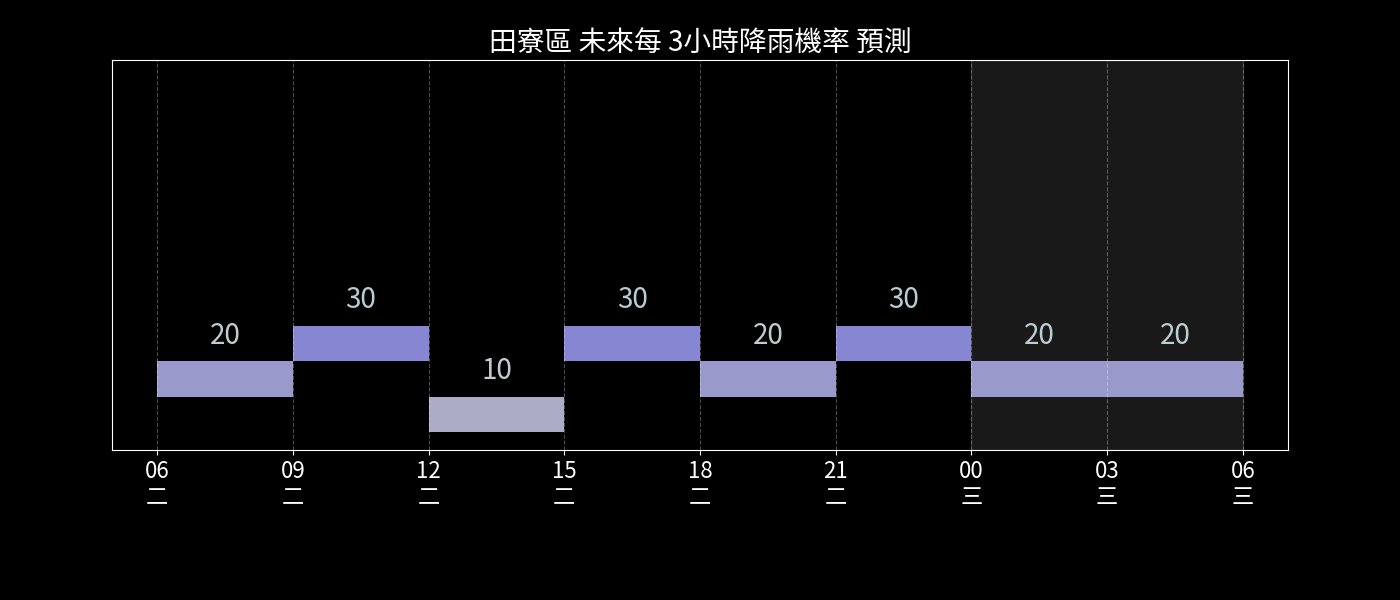 田寮區 未來每 3小時降雨機率 預測
30 30 30
20 20 20 20
10
06 09 12 15 18 21 00 03 06
二 二 二 二 二 二 三 三 三